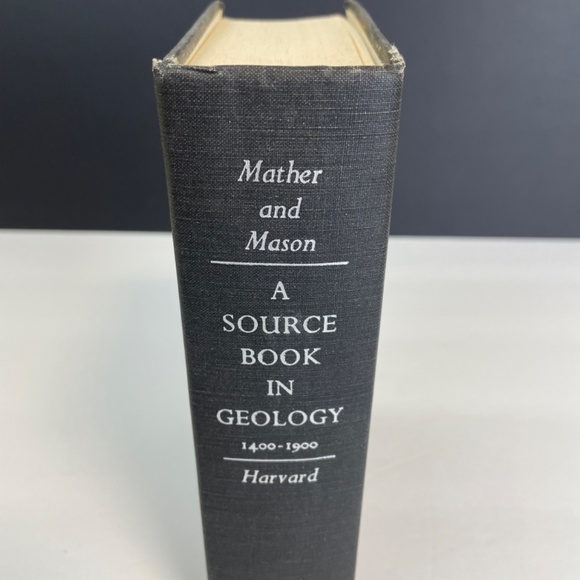 Mather
and
Mason
A
SOURCE
BOOK
IN
GEOLOGY
1400-1900
Harvard